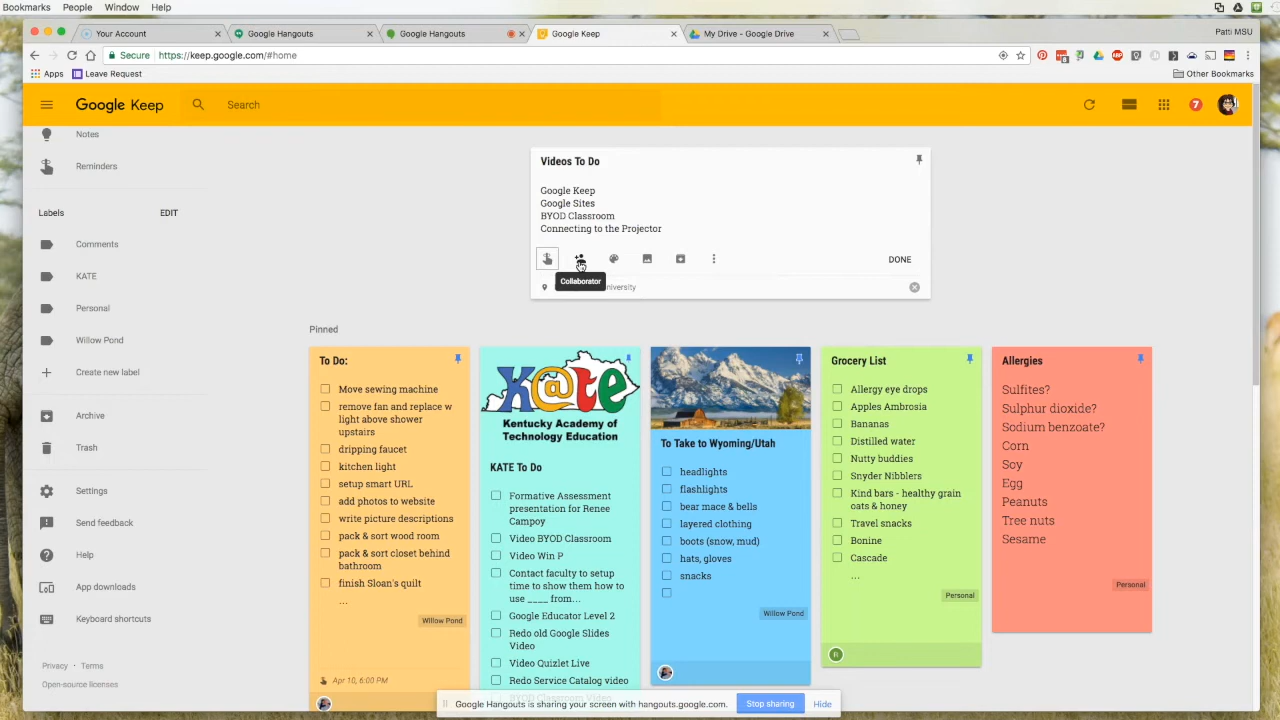 Bookmarks People Window Help
Your Account
Google Hangouts
Google Hangouts
Google Keep
My Drive - Google Drive
Patti MSU
Secure https://keep.google.com/#home
Apps
Leave Request
Other Bookmarks
Google Keep
Search
7
Notes
Reminders
Labels
EDIT
Comments
KATE
Personal
Willow Pond
Create new label
Archive
Trash
Settings
Send feedback
Help
App downloads
Keyboard shortcuts
Privacy · Terms
Open-source licenses
Videos To Do
Google Keep
Google Sites
BYOD Classroom
Connecting to the Projector
DONE
Collaborator
Pinned
To Do:
Move sewing machine
remove fan and replace w
light above shower
upstairs
dripping faucet
kitchen light
setup smart URL
add photos to website
write picture descriptions
pack & sort wood room
pack & sort closet behind
bathroom
finish Sloan's quilt
...
Willow Pond
Apr 10, 6:00 PM
K@TE
Kentucky Academy of
Technology Education
KATE To Do
Formative Assessment
presentation for Renee
Campoy
Video BYOD Classroom
Video Win P
Contact faculty to setup
time to show them how to
use ____ from...
Google Educator Level 2
Redo old Google Slides
Video
Video Quizlet Live
Redo Service Catalog video
BYOD Classroom Video
To Take to Wyoming/Utah
headlights
flashlights
bear mace & bells
layered clothing
boots (snow, mud)
hats, gloves
snacks
Willow Pond
Grocery List
Allergy eye drops
Apples Ambrosia
Bananas
Distilled water
Nutty buddies
Snyder Nibblers
Kind bars - healthy grain
oats & honey
Travel snacks
Bonine
Cascade
...
Personal
R
Allergies
Sulfites?
Sulphur dioxide?
Sodium benzoate?
Corn
Soy
Egg
Peanuts
Tree nuts
Sesame
Personal
Google Hangouts is sharing your screen with hangouts.google.com.
Stop sharing
Hide